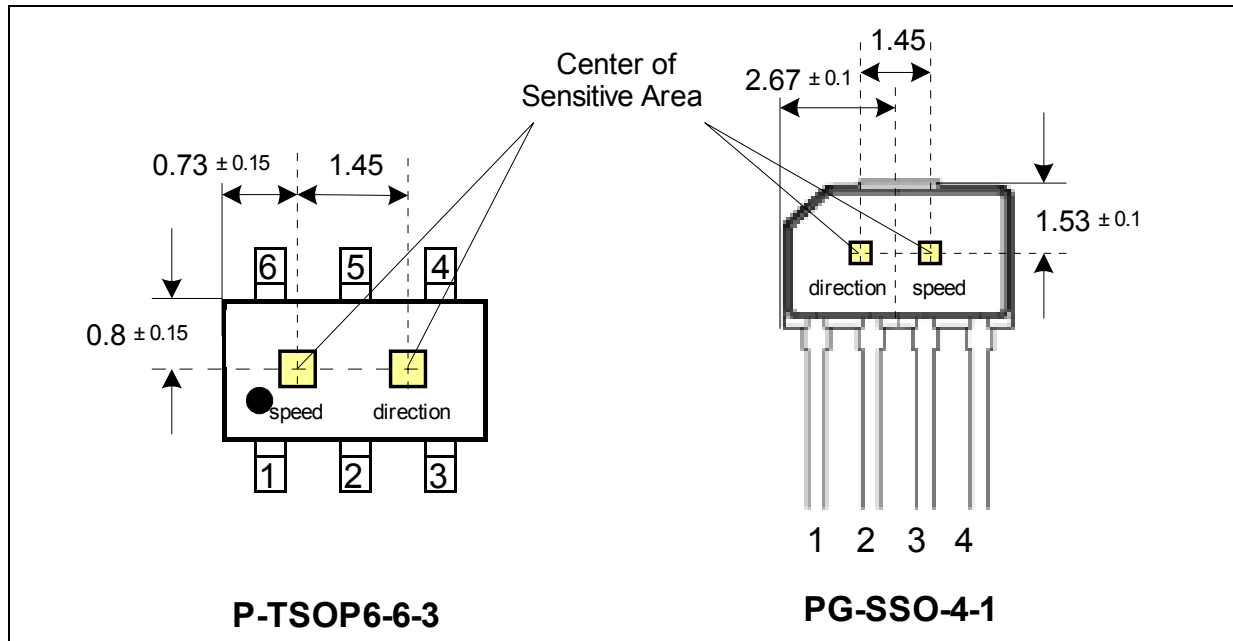 1.45
Center of
Sensitive Area
2.67 ± 0.1
0.73 ± 0.15
1.45
1.53 ± 0.1
6 5 4
0.8 ± 0.15
direction speed
speed direction
1 2 3
1 2 3 4
P-TSOP6-6-3
PG-SSO-4-1